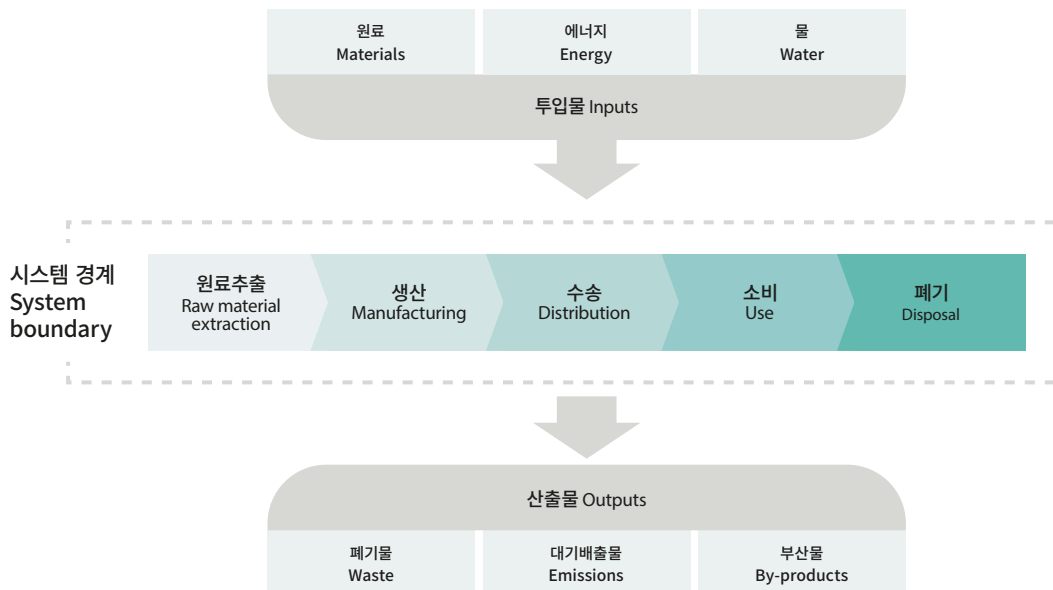 원료
Materials
에너지
Energy
물
Water
투입물 Inputs
시스템 경계
System
boundary
원료추출
Raw material
extraction
생산
Manufacturing
수송
Distribution
소비
Use
폐기
Disposal
산출물 Outputs
폐기물
Waste
대기배출물
Emissions
부산물
By-products